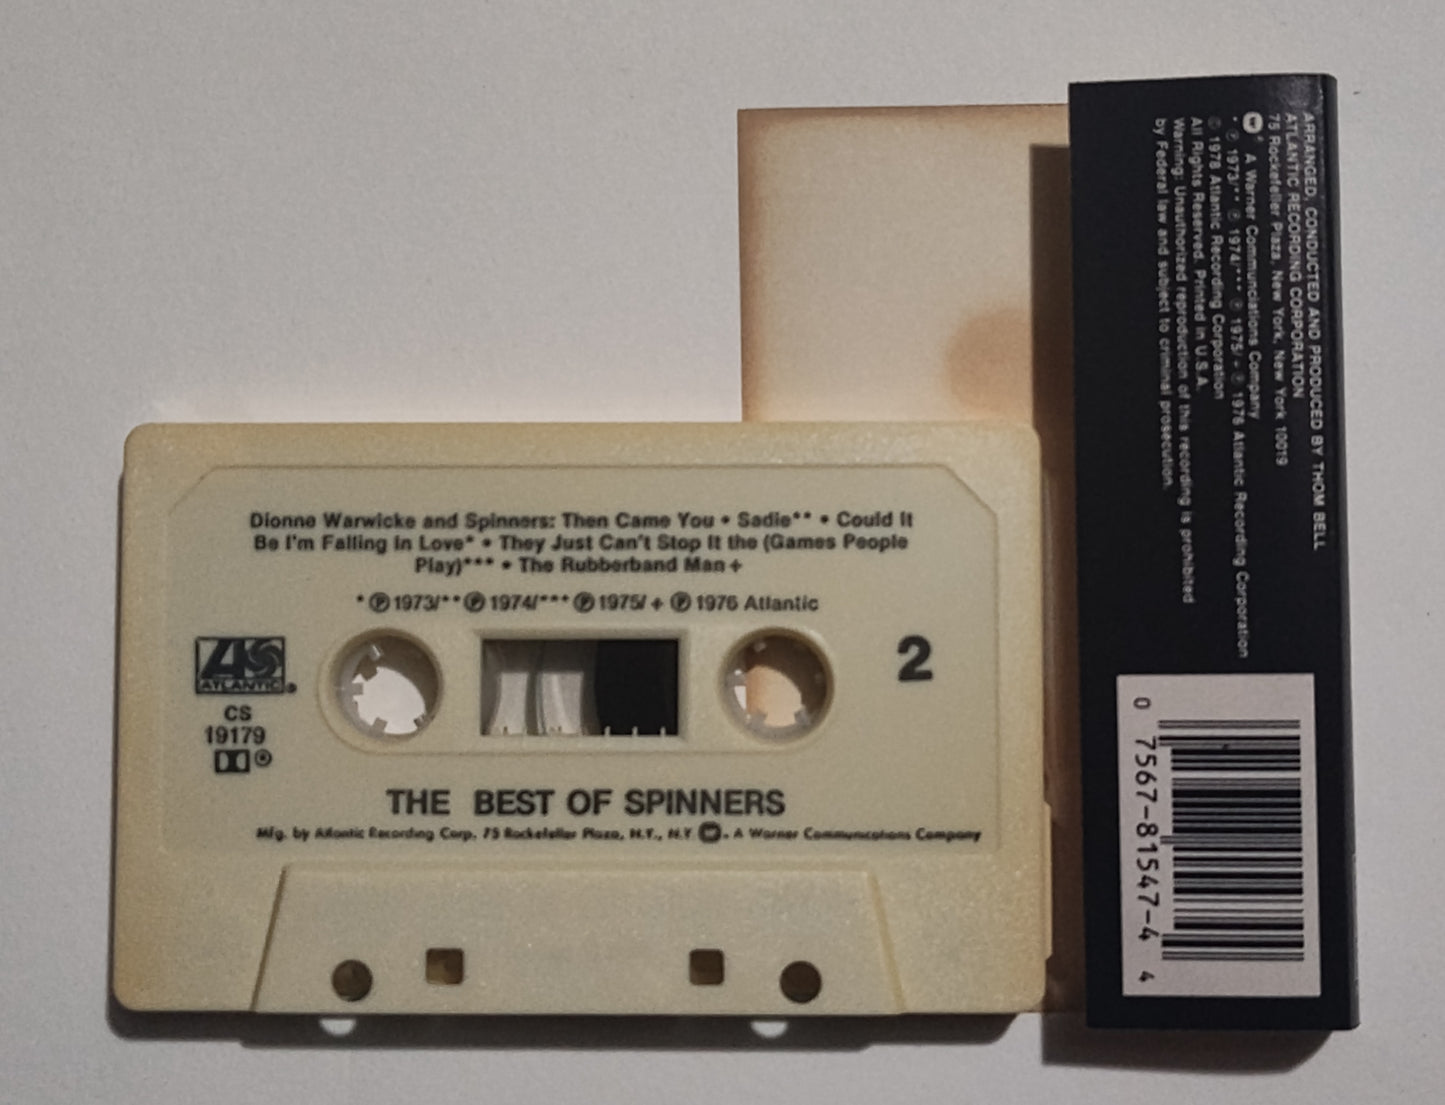 Dionne Warwicke and Spinners: Then Came You • Sadie** • Could It
Be I'm Falling in Love* • They Just Can't Stop It the (Games People
Play)*** • The Rubberband Man +
*Ⓟ1973/**Ⓟ1974/***Ⓟ1975/ + Ⓟ 1976 Atlantic
ATLANTIC®
2
CS
19179
THE BEST OF SPINNERS
Mfg. by Atlantic Recording Corp. 75 Rockefeller Plaza, N.Y., N.Y. W. A Warner Communications Company
ARRANGED, CONDUCTED AND PRODUCED BY THOM BELL
ATLANTIC RECORDING CORPORATION
75 Rockefeller Plaza, New York, New York 10019
W® A Warner Communciations Company
* Ⓟ 1973/** Ⓟ 1974/*** Ⓟ 1975/ + Ⓟ 1976 Atlantic Recording Corporation
© 1978 Atlantic Recording Corporation
All Rights Reserved. Printed in U.S.A.
Warning: Unauthorized reproduction of this recording is prohibited
by Federal law and subject to criminal prosecution.
0 7567-81547-4 4